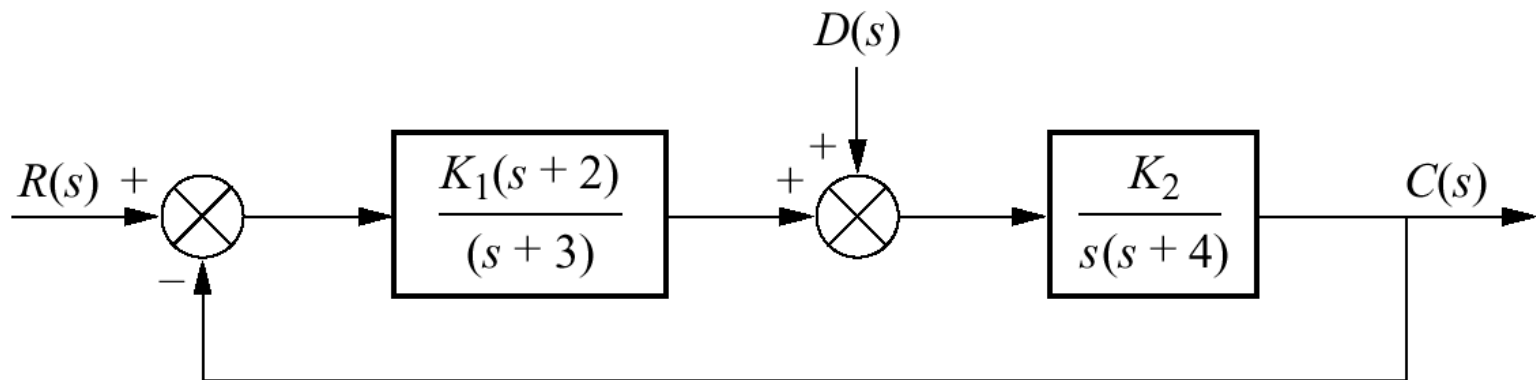 D(s)
R(s) + K₁(s + 2) + + K₂ C(s)
(s + 3) s(s + 4)
−